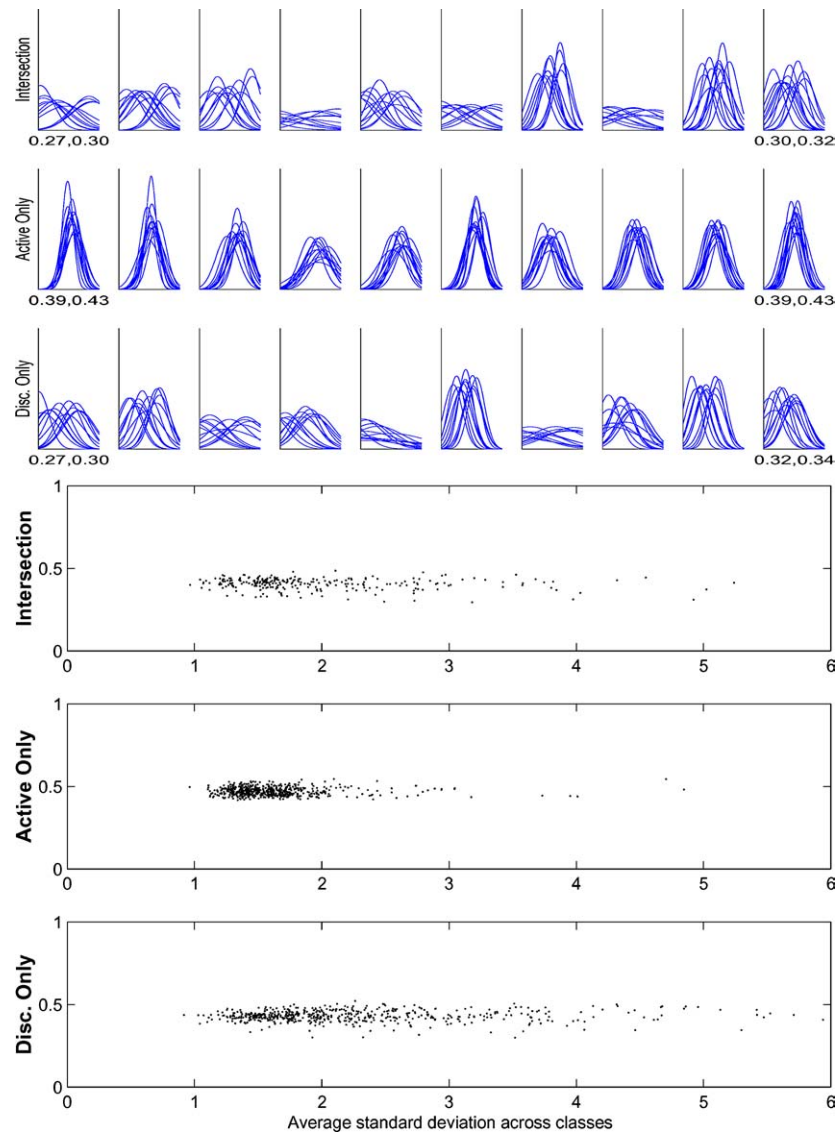 Intersection
0.27,0.30 0.30,0.32
Active Only
0.39,0.43 0.39,0.43
Disc. Only
0.27,0.30 0.32,0.34
1
Intersection
0.5
0
0 1 2 3 4 5 6
1
Active Only
0.5
0
0 1 2 3 4 5 6
1
Disc. Only
0.5
0
0 1 2 3 4 5 6
Average standard deviation across classes